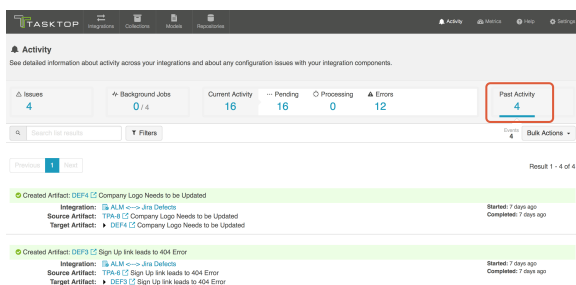 TASKTOP
Integrations
Collections
Models
Repositories
Activity
Metrics
Help
Settings
Activity
See detailed information about activity across your integrations and about any configuration issues with your integration components.
Issues
4
Background Jobs
0 / 4
Current Activity
16
Pending
16
Processing
0
Errors
12
Past Activity
4
Search list results
Filters
Events
4
Bulk Actions
Previous 1 Next
Result 1 - 4 of 4
Created Artifact: DEF4 Company Logo Needs to be Updated
Integration: ALM <---> Jira Defects
Started: 7 days ago
Source Artifact: TPA-8 Company Logo Needs to be Updated
Completed: 7 days ago
Target Artifact: DEF4 Company Logo Needs to be Updated
Created Artifact: DEF3 Sign Up link leads to 404 Error
Integration: ALM <---> Jira Defects
Started: 7 days ago
Source Artifact: TPA-6 Sign Up link leads to 404 Error
Completed: 7 days ago
Target Artifact: DEF3 Sign Up link leads to 404 Error